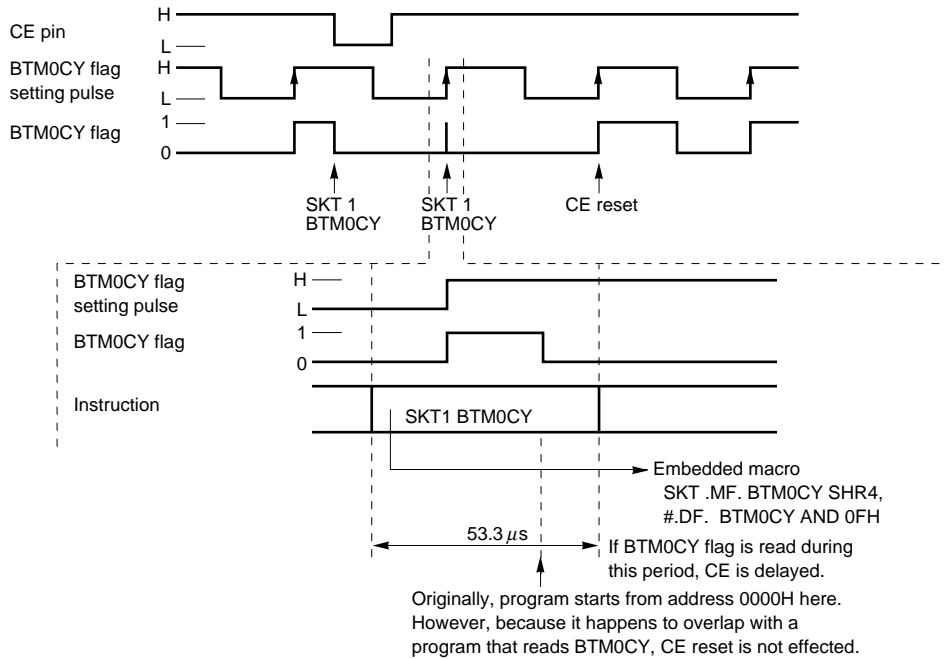 H
CE pin
L
BTM0CY flag
setting pulse
H
L
BTM0CY flag
1
0
SKT 1
BTM0CY
SKT 1
BTM0CY
CE reset
BTM0CY flag
setting pulse
H
L
BTM0CY flag
1
0
Instruction
SKT1 BTM0CY
Embedded macro
SKT .MF. BTM0CY SHR4,
#.DF. BTM0CY AND 0FH
53.3 µs
If BTM0CY flag is read during
this period, CE is delayed.
Originally, program starts from address 0000H here.
However, because it happens to overlap with a
program that reads BTM0CY, CE reset is not effected.